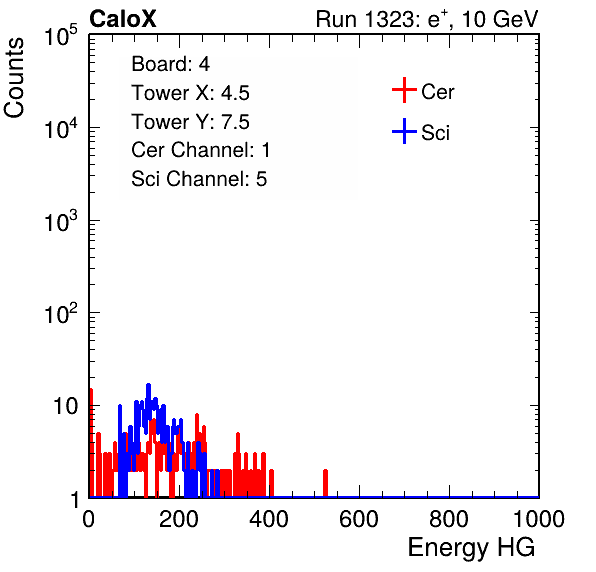 CaloX Run 1323: e⁺, 10 GeV
Counts
Board: 4
Tower X: 4.5
Tower Y: 7.5
Cer Channel: 1
Sci Channel: 5
Cer
Sci
10⁵
10⁴
10³
10²
10
1
0 200 400 600 800 1000
Energy HG